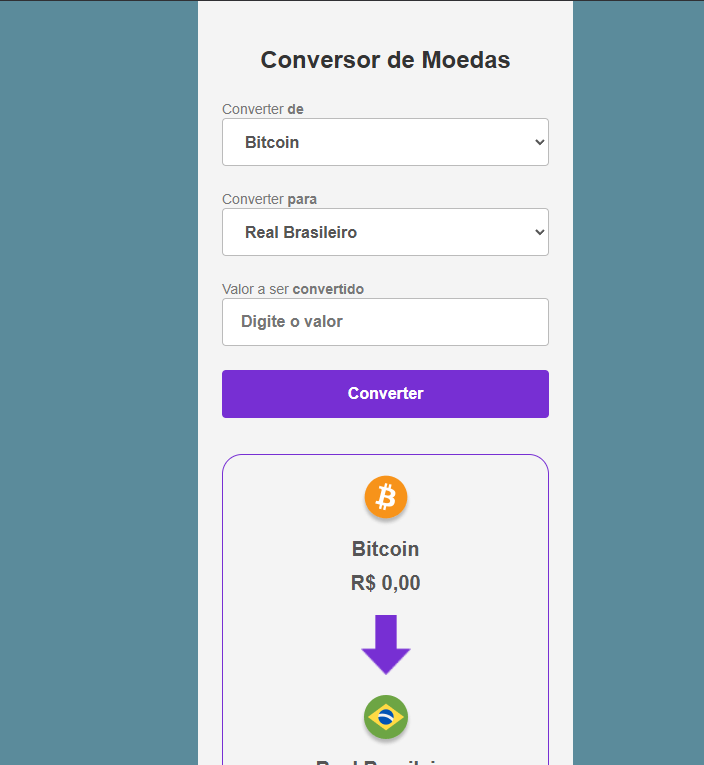 Conversor de Moedas
Converter de
Bitcoin
Converter para
Real Brasileiro
Valor a ser convertido
Digite o valor
Converter
Bitcoin
R$ 0,00